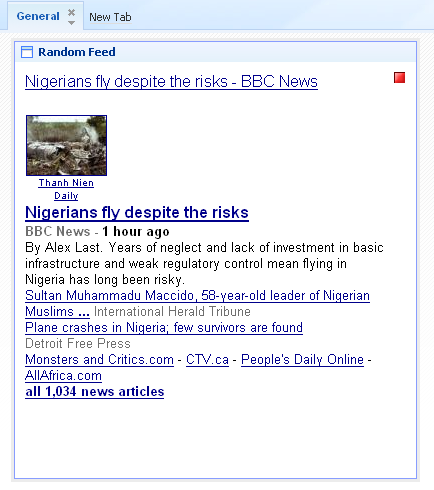 General
New Tab
Random Feed
Nigerians fly despite the risks - BBC News
Thanh Nien
Daily
Nigerians fly despite the risks
BBC News - 1 hour ago
By Alex Last. Years of neglect and lack of investment in basic
infrastructure and weak regulatory control mean flying in
Nigeria has long been risky.
Sultan Muhammadu Maccido, 58-year-old leader of Nigerian
Muslims ... International Herald Tribune
Plane crashes in Nigeria; few survivors are found
Detroit Free Press
Monsters and Critics.com - CTV.ca - People's Daily Online -
AllAfrica.com
all 1,034 news articles